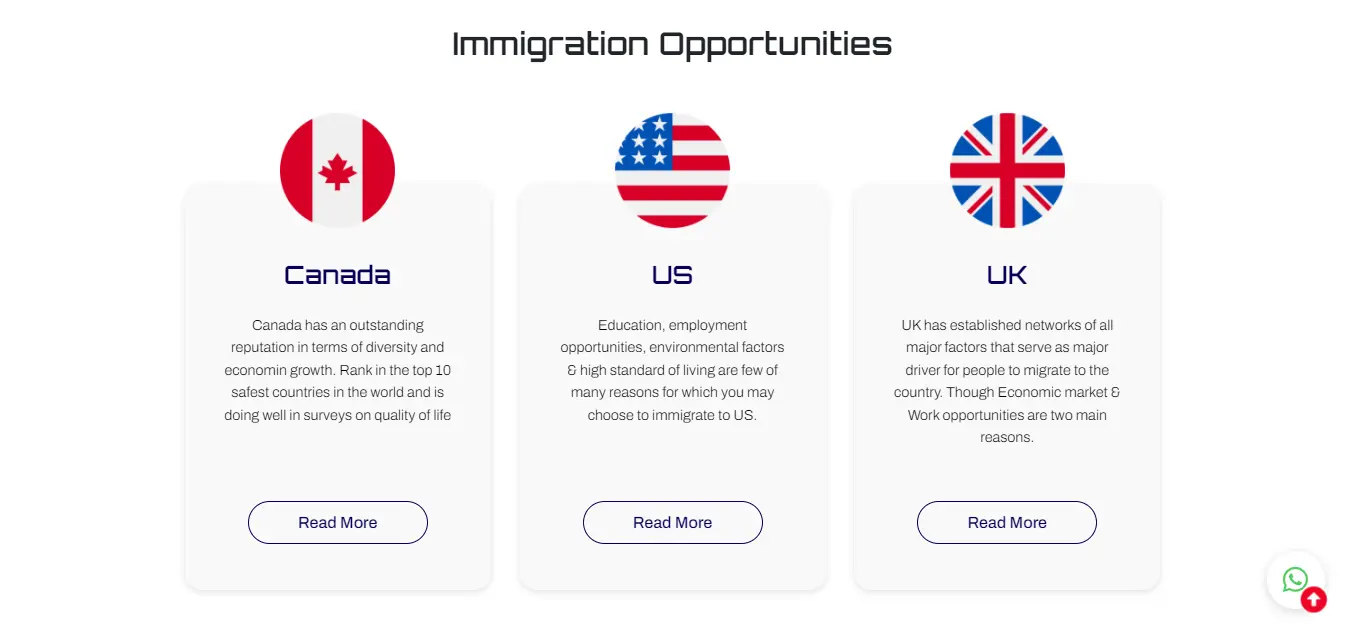 Immigration Opportunities
Canada
Canada has an outstanding
reputation in terms of diversity and
economin growth. Rank in the top 10
safest countries in the world and is
doing well in surveys on quality of life
Read More
US
Education, employment
opportunities, environmental factors
& high standard of living are few of
many reasons for which you may
choose to immigrate to US.
Read More
UK
UK has established networks of all
major factors that serve as major
driver for people to migrate to the
country. Though Economic market &
Work opportunities are two main
reasons.
Read More